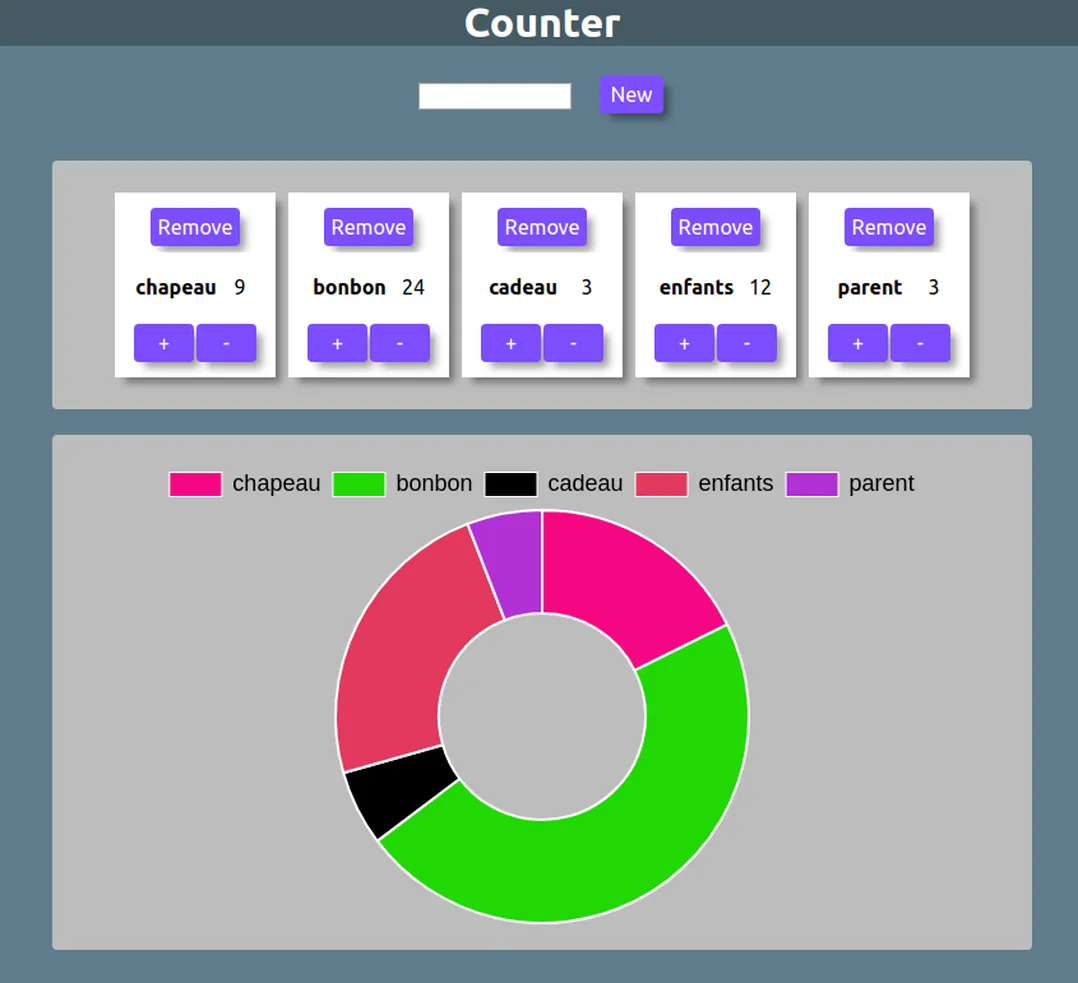 Counter
New
Remove Remove Remove Remove Remove
chapeau 9 bonbon 24 cadeau 3 enfants 12 parent 3
+ - + - + - + - + -
chapeau bonbon cadeau enfants parent